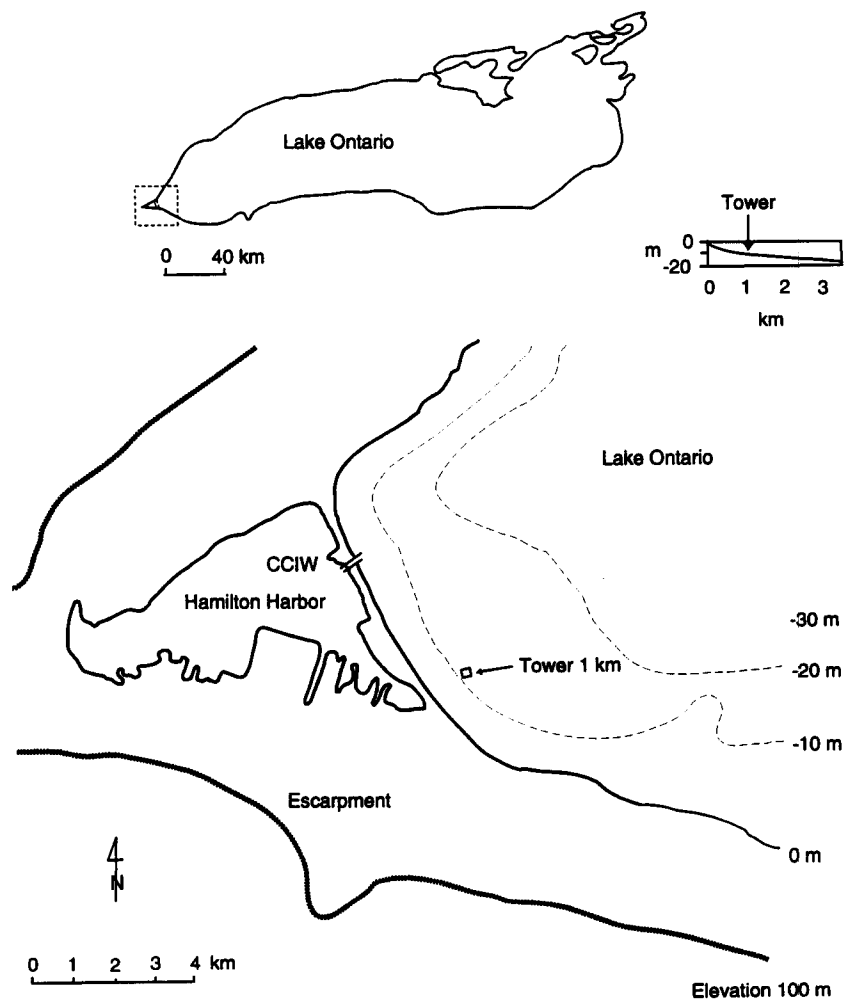 Lake Ontario
0 40 km
Tower
m 0
-20
0 1 2 3
km
Lake Ontario
CCIW
Hamilton Harbor
-30 m
Tower 1 km
-20 m
-10 m
Escarpment
0 m
N
0 1 2 3 4 km
Elevation 100 m